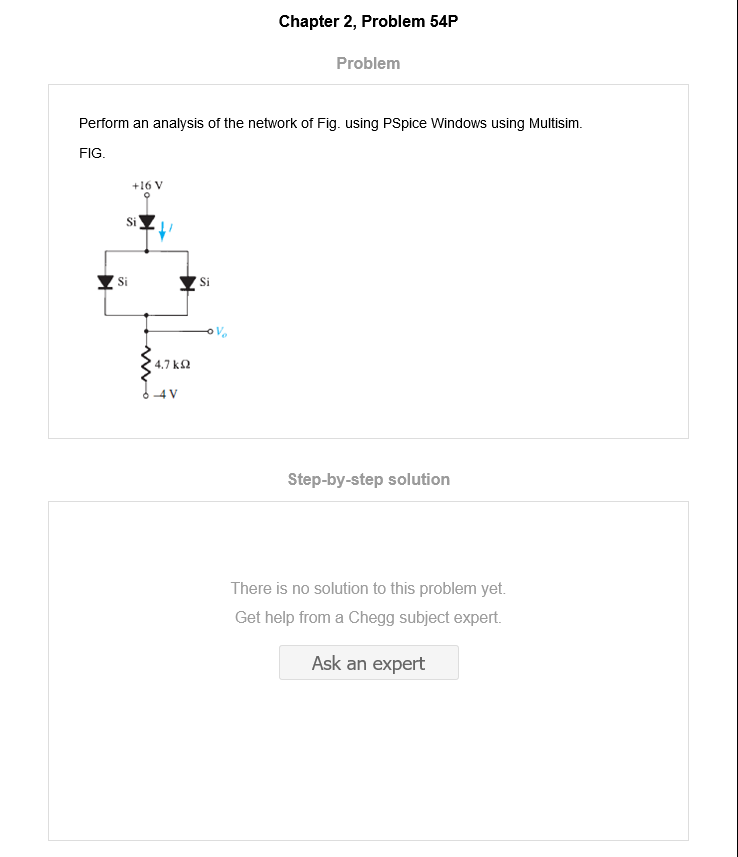 Chapter 2, Problem 54P
Problem
Perform an analysis of the network of Fig. using PSpice Windows using Multisim.
FIG.
+16 V
Si
I
Si
Si
Vo
4.7 kΩ
–4 V
Step-by-step solution
There is no solution to this problem yet.
Get help from a Chegg subject expert.
Ask an expert